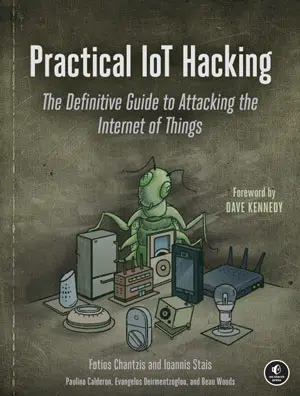 Practical IoT Hacking
The Definitive Guide to Attacking the
Internet of Things
Foreword by
DAVE KENNEDY
Fotios Chantzis and Ioannis Stais
Paulino Calderon, Evangelos Deirmentzoglou, and Beau Woods